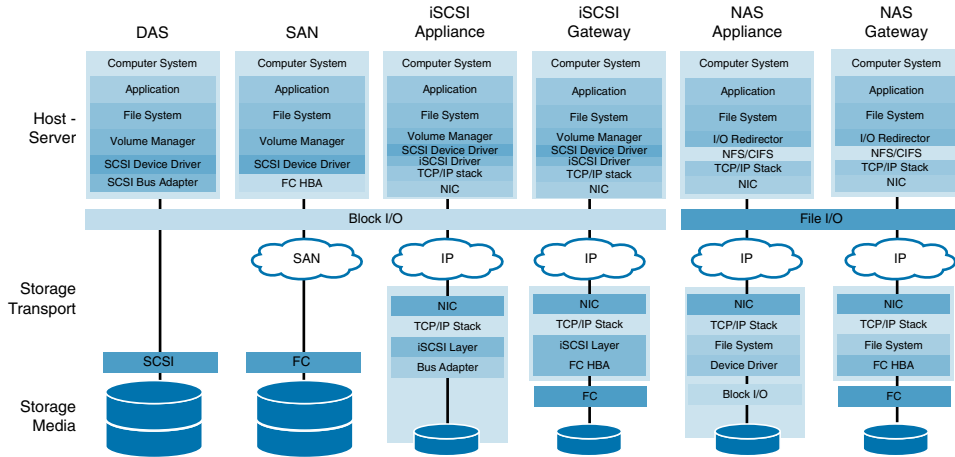 DAS
SAN
iSCSI
Appliance
iSCSI
Gateway
NAS
Appliance
NAS
Gateway
Host -
Server
Computer System
Application
File System
Volume Manager
SCSI Device Driver
SCSI Bus Adapter
Computer System
Application
File System
Volume Manager
SCSI Device Driver
FC HBA
Computer System
Application
File System
Volume Manager
SCSI Device Driver
iSCSI Driver
TCP/IP stack
NIC
Computer System
Application
File System
Volume Manager
SCSI Device Driver
iSCSI Driver
TCP/IP stack
NIC
Computer System
Application
File System
I/O Redirector
NFS/CIFS
TCP/IP Stack
NIC
Computer System
Application
File System
I/O Redirector
NFS/CIFS
TCP/IP Stack
NIC
Block I/O
File I/O
Storage
Transport
SCSI
SAN
FC
IP
NIC
TCP/IP Stack
iSCSI Layer
Bus Adapter
IP
NIC
TCP/IP Stack
iSCSI Layer
FC HBA
FC
IP
NIC
TCP/IP Stack
File System
Device Driver
Block I/O
IP
NIC
TCP/IP Stack
File System
FC HBA
FC
Storage
Media